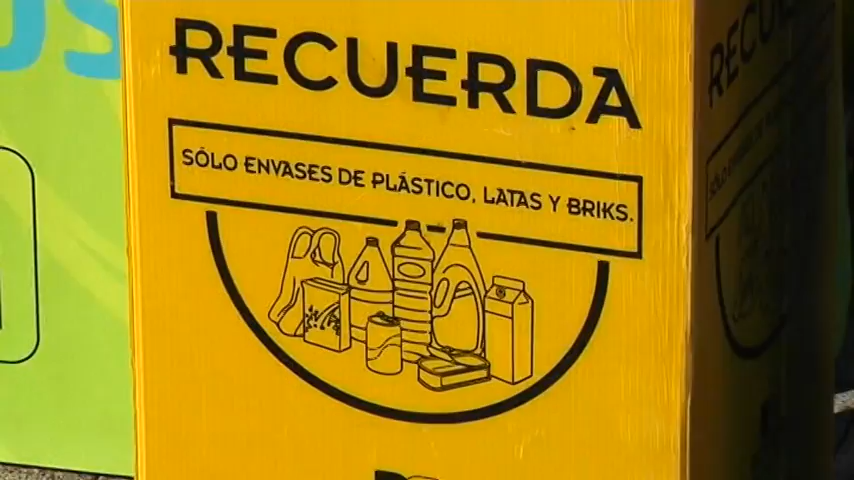 RECUERDA
SÓLO ENVASES DE PLÁSTICO, LATAS Y BRIKS.